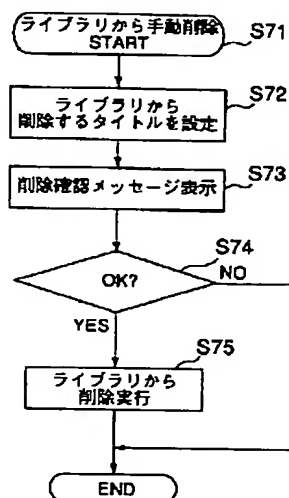 ライブラリから手動削除
START
S71
ライブラリから
削除するタイトルを設定
S72
削除確認メッセージ表示
S73
OK?
S74
NO
YES
ライブラリから
削除実行
S75
END